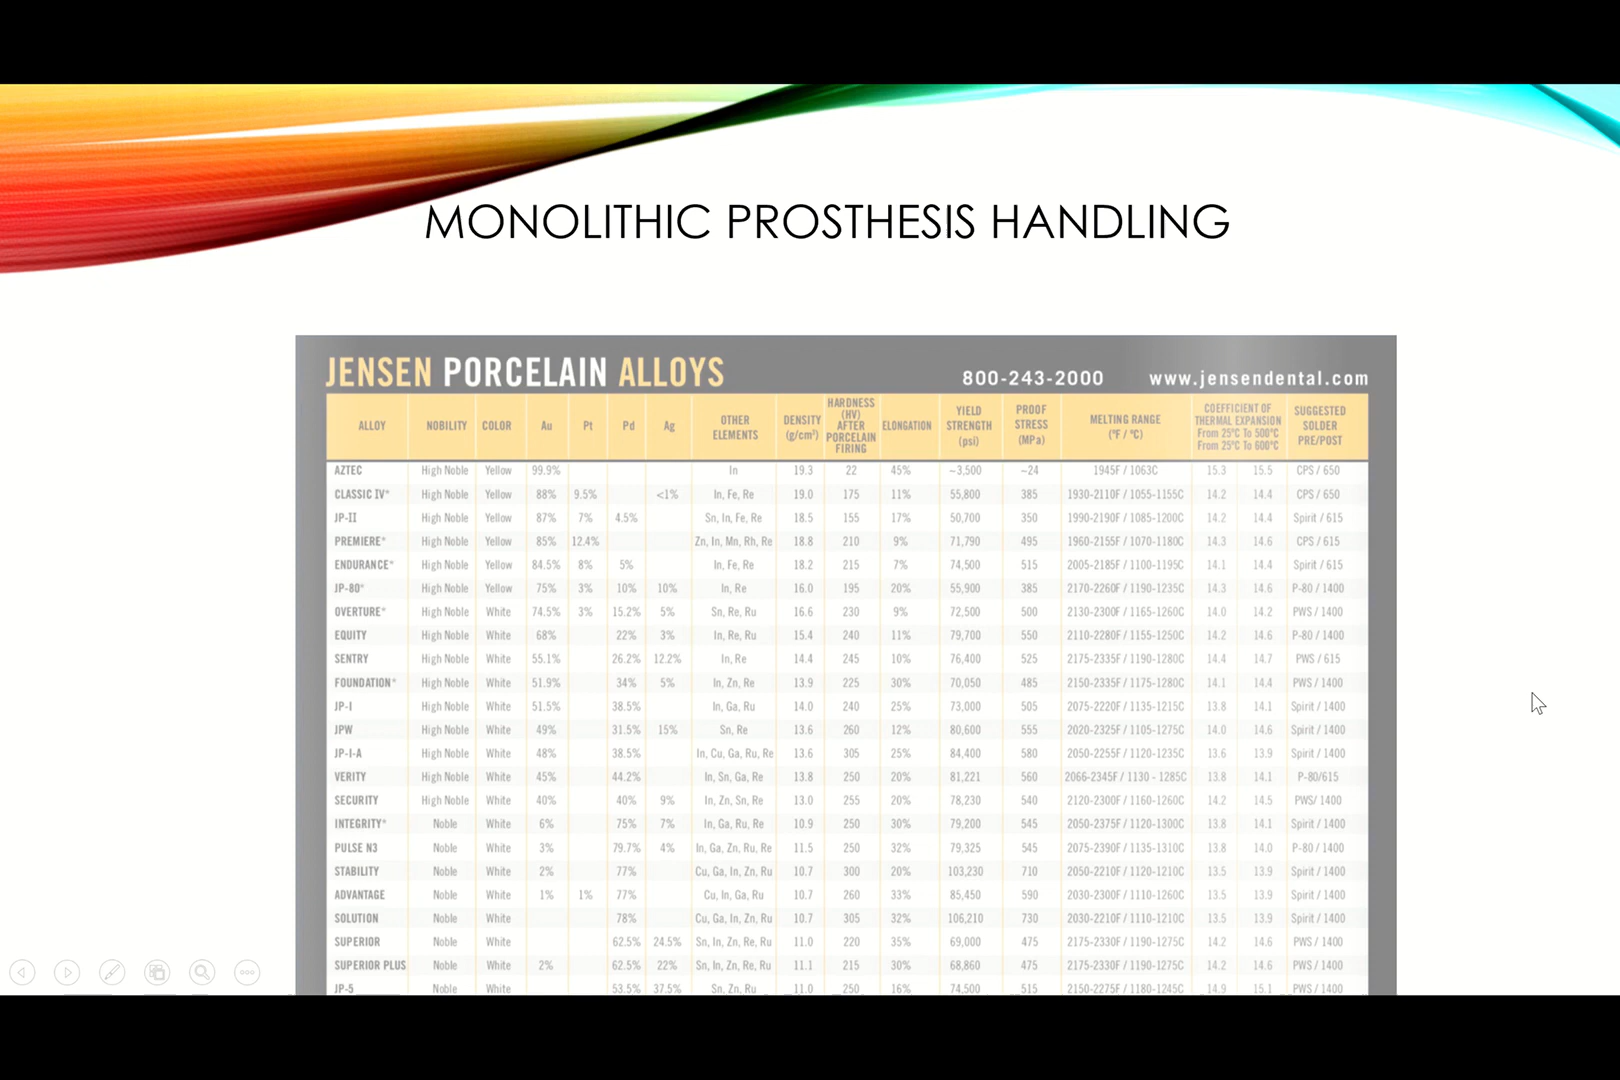 MONOLITHIC PROSTHESIS HANDLING
JENSEN PORCELAIN ALLOYS 800-243-2000 www.jensendental.com
ALLOY NOBILITY COLOR Au Pt Pd Ag OTHER ELEMENTS DENSITY (g/cm³) HARDNESS (HV) AFTER PORCELAIN FIRING ELONGATION YIELD STRENGTH (psi) PROOF STRESS (MPa) MELTING RANGE (°F / °C) COEFFICIENT OF THERMAL EXPANSION From 25°C To 500°C From 25°C To 600°C SUGGESTED SOLDER PRE/POST
AZTEC High Noble Yellow 99.9% In 19.3 22 45% ~3,500 ~24 1945F / 1063C 15.3 15.5 CPS / 650
CLASSIC IV* High Noble Yellow 88% 9.5% <1% In, Fe, Re 19.0 175 11% 55,800 385 1930-2110F / 1055-1155C 14.2 14.4 CPS / 650
JP-II High Noble Yellow 87% 7% 4.5% Sn, In, Fe, Re 18.5 155 17% 50,700 350 1990-2190F / 1085-1200C 14.2 14.4 Spirit / 615
PREMIERE* High Noble Yellow 85% 12.4% Zn, In, Mn, Rh, Re 18.8 210 9% 71,790 495 1960-2155F / 1070-1180C 14.3 14.6 CPS / 615
ENDURANCE* High Noble Yellow 84.5% 8% 5% In, Fe, Re 18.2 215 7% 74,500 515 2005-2185F / 1100-1195C 14.1 14.4 Spirit / 615
JP-80* High Noble Yellow 75% 3% 10% 10% In, Re 16.0 195 20% 55,900 385 2170-2260F / 1190-1235C 14.3 14.6 P-80 / 1400
OVERTURE* High Noble White 74.5% 3% 15.2% 5% Sn, Re, Ru 16.6 230 9% 72,500 500 2130-2300F / 1165-1260C 14.0 14.2 PWS / 1400
EQUITY High Noble White 68% 22% 3% In, Re, Ru 15.4 240 11% 79,700 550 2110-2280F / 1155-1250C 14.2 14.6 P-80 / 1400
SENTRY High Noble White 55.1% 26.2% 12.2% In, Re 14.4 245 10% 76,400 525 2175-2335F / 1190-1280C 14.4 14.7 PWS / 615
FOUNDATION* High Noble White 51.9% 34% 5% In, Zn, Re 13.9 225 30% 70,050 485 2150-2335F / 1175-1280C 14.1 14.4 PWS / 1400
JP-I High Noble White 51.5% 38.5% In, Ga, Ru 14.0 240 25% 73,000 505 2075-2220F / 1135-1215C 13.8 14.1 Spirit / 1400
JPW High Noble White 49% 31.5% 15% Sn, Re 13.6 260 12% 80,600 555 2020-2325F / 1105-1275C 14.0 14.6 Spirit / 1400
JP-I-A High Noble White 48% 38.5% In, Cu, Ga, Ru, Re 13.6 305 25% 84,400 580 2050-2255F / 1120-1235C 13.6 13.9 Spirit / 1400
VERITY High Noble White 45% 44.2% In, Sn, Ga, Re 13.8 250 20% 81,221 560 2066-2345F / 1130 - 1285C 13.8 14.1 P-80/615
SECURITY High Noble White 40% 40% 9% In, Zn, Sn, Re 13.0 255 20% 78,230 540 2120-2300F / 1160-1260C 14.2 14.5 PWS/ 1400
INTEGRITY* Noble White 6% 75% 7% In, Ga, Ru, Re 10.9 250 30% 79,200 545 2050-2375F / 1120-1300C 13.8 14.1 Spirit / 1400
PULSE N3 Noble White 3% 79.7% 4% In, Ga, Zn, Ru, Re 11.5 250 32% 79,325 545 2075-2390F / 1135-1310C 13.8 14.0 P-80 / 1400
STABILITY Noble White 2% 77% Cu, Ga, In, Zn, Ru 10.7 300 20% 103,230 710 2050-2210F / 1120-1210C 13.5 13.9 Spirit / 1400
ADVANTAGE Noble White 1% 1% 77% Cu, In, Ga, Ru 10.7 260 33% 85,450 590 2030-2300F / 1110-1260C 13.5 13.9 Spirit / 1400
SOLUTION Noble White 78% Cu, Ga, In, Zn, Ru 10.7 305 32% 106,210 730 2030-2210F / 1110-1210C 13.5 13.9 Spirit / 1400
SUPERIOR Noble White 62.5% 24.5% Sn, In, Zn, Re, Ru 11.0 220 35% 69,000 475 2175-2330F / 1190-1275C 14.2 14.6 PWS / 1400
SUPERIOR PLUS Noble White 2% 62.5% 22% Sn, In, Zn, Re, Ru 11.1 215 30% 68,860 475 2175-2330F / 1190-1275C 14.2 14.6 PWS / 1400
JP-5 Noble White 53.5% 37.5% Sn, Zn, Ru 11.0 250 16% 74,500 515 2150-2275F / 1180-1245C 14.9 15.1 PWS / 1400